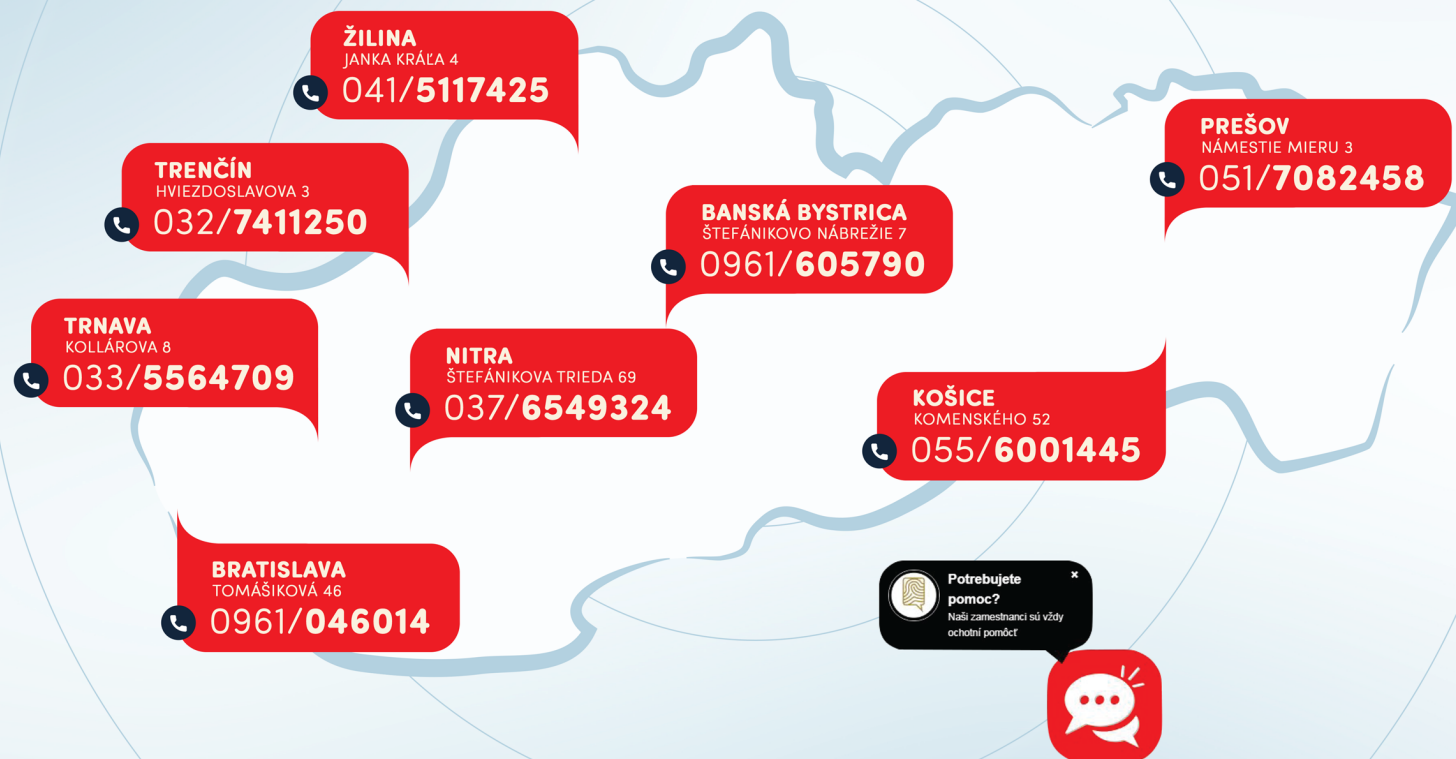 ŽILINA
JANKA KRÁĽA 4
041/5117425
TRENČÍN
HVIEZDOSLAVOVA 3
032/7411250
PREŠOV
NÁMESTIE MIERU 3
051/7082458
BANSKÁ BYSTRICA
ŠTEFÁNIKOVO NÁBREŽIE 7
0961/605790
TRNAVA
KOLLÁROVA 8
033/5564709
NITRA
ŠTEFÁNIKOVA TRIEDA 69
037/6549324
KOŠICE
KOMENSKÉHO 52
055/6001445
BRATISLAVA
TOMÁŠIKOVÁ 46
0961/046014
Potrebujete
pomoc?
Naši zamestnanci sú vždy
ochotní pomôcť